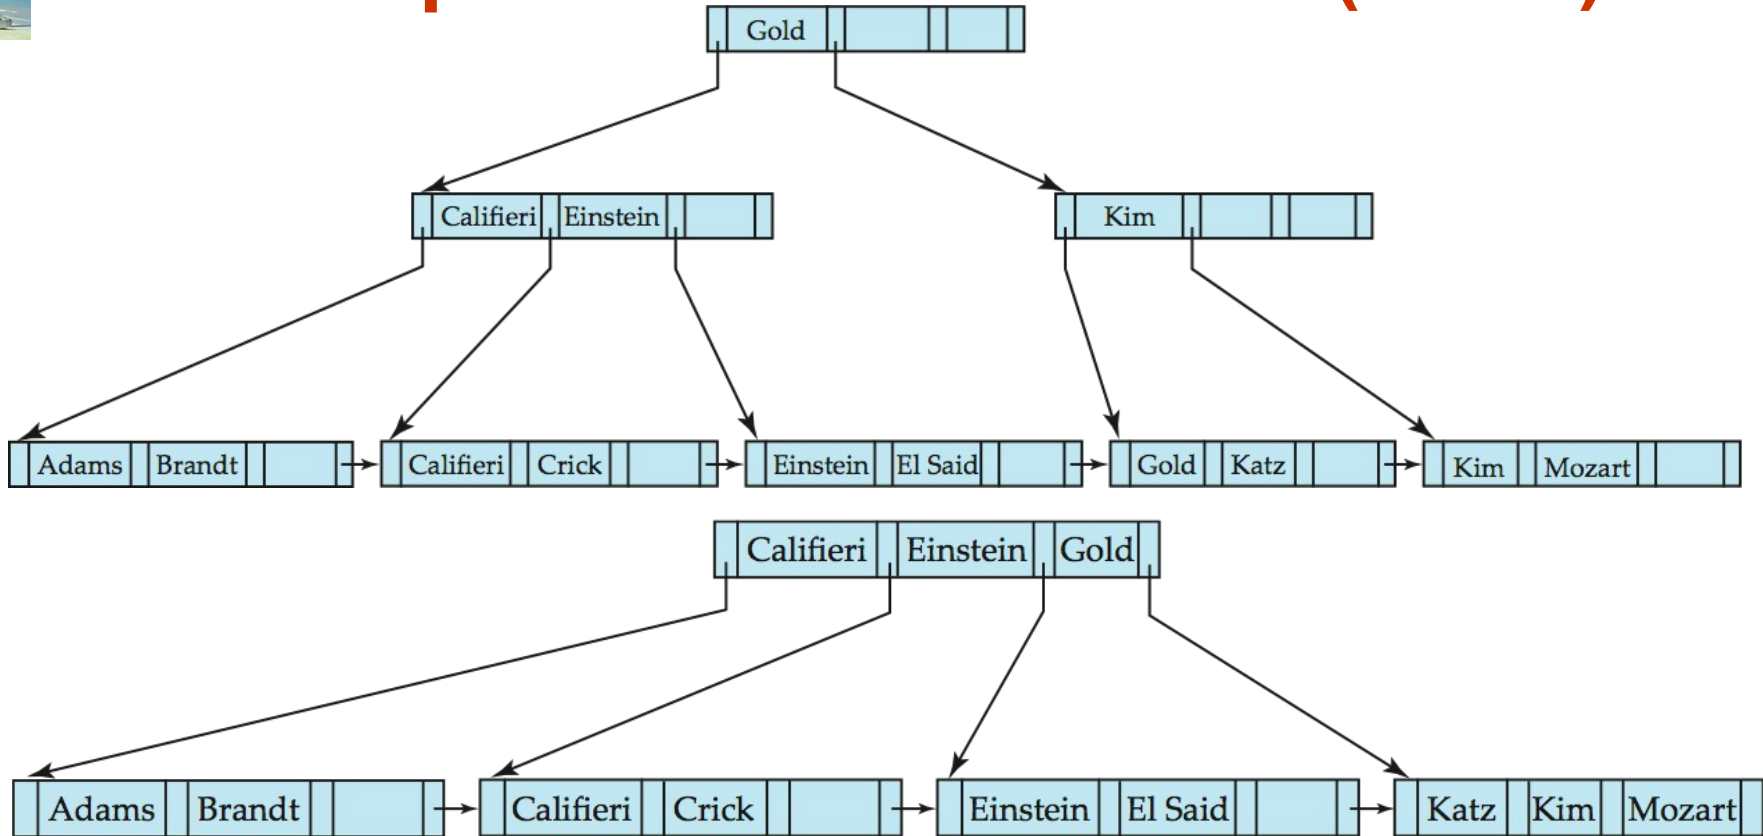 Gold
Califieri Einstein
Kim
Adams Brandt
Califieri Crick
Einstein El Said
Gold Katz
Kim Mozart
Califieri Einstein Gold
Adams Brandt
Califieri Crick
Einstein El Said
Katz Kim Mozart